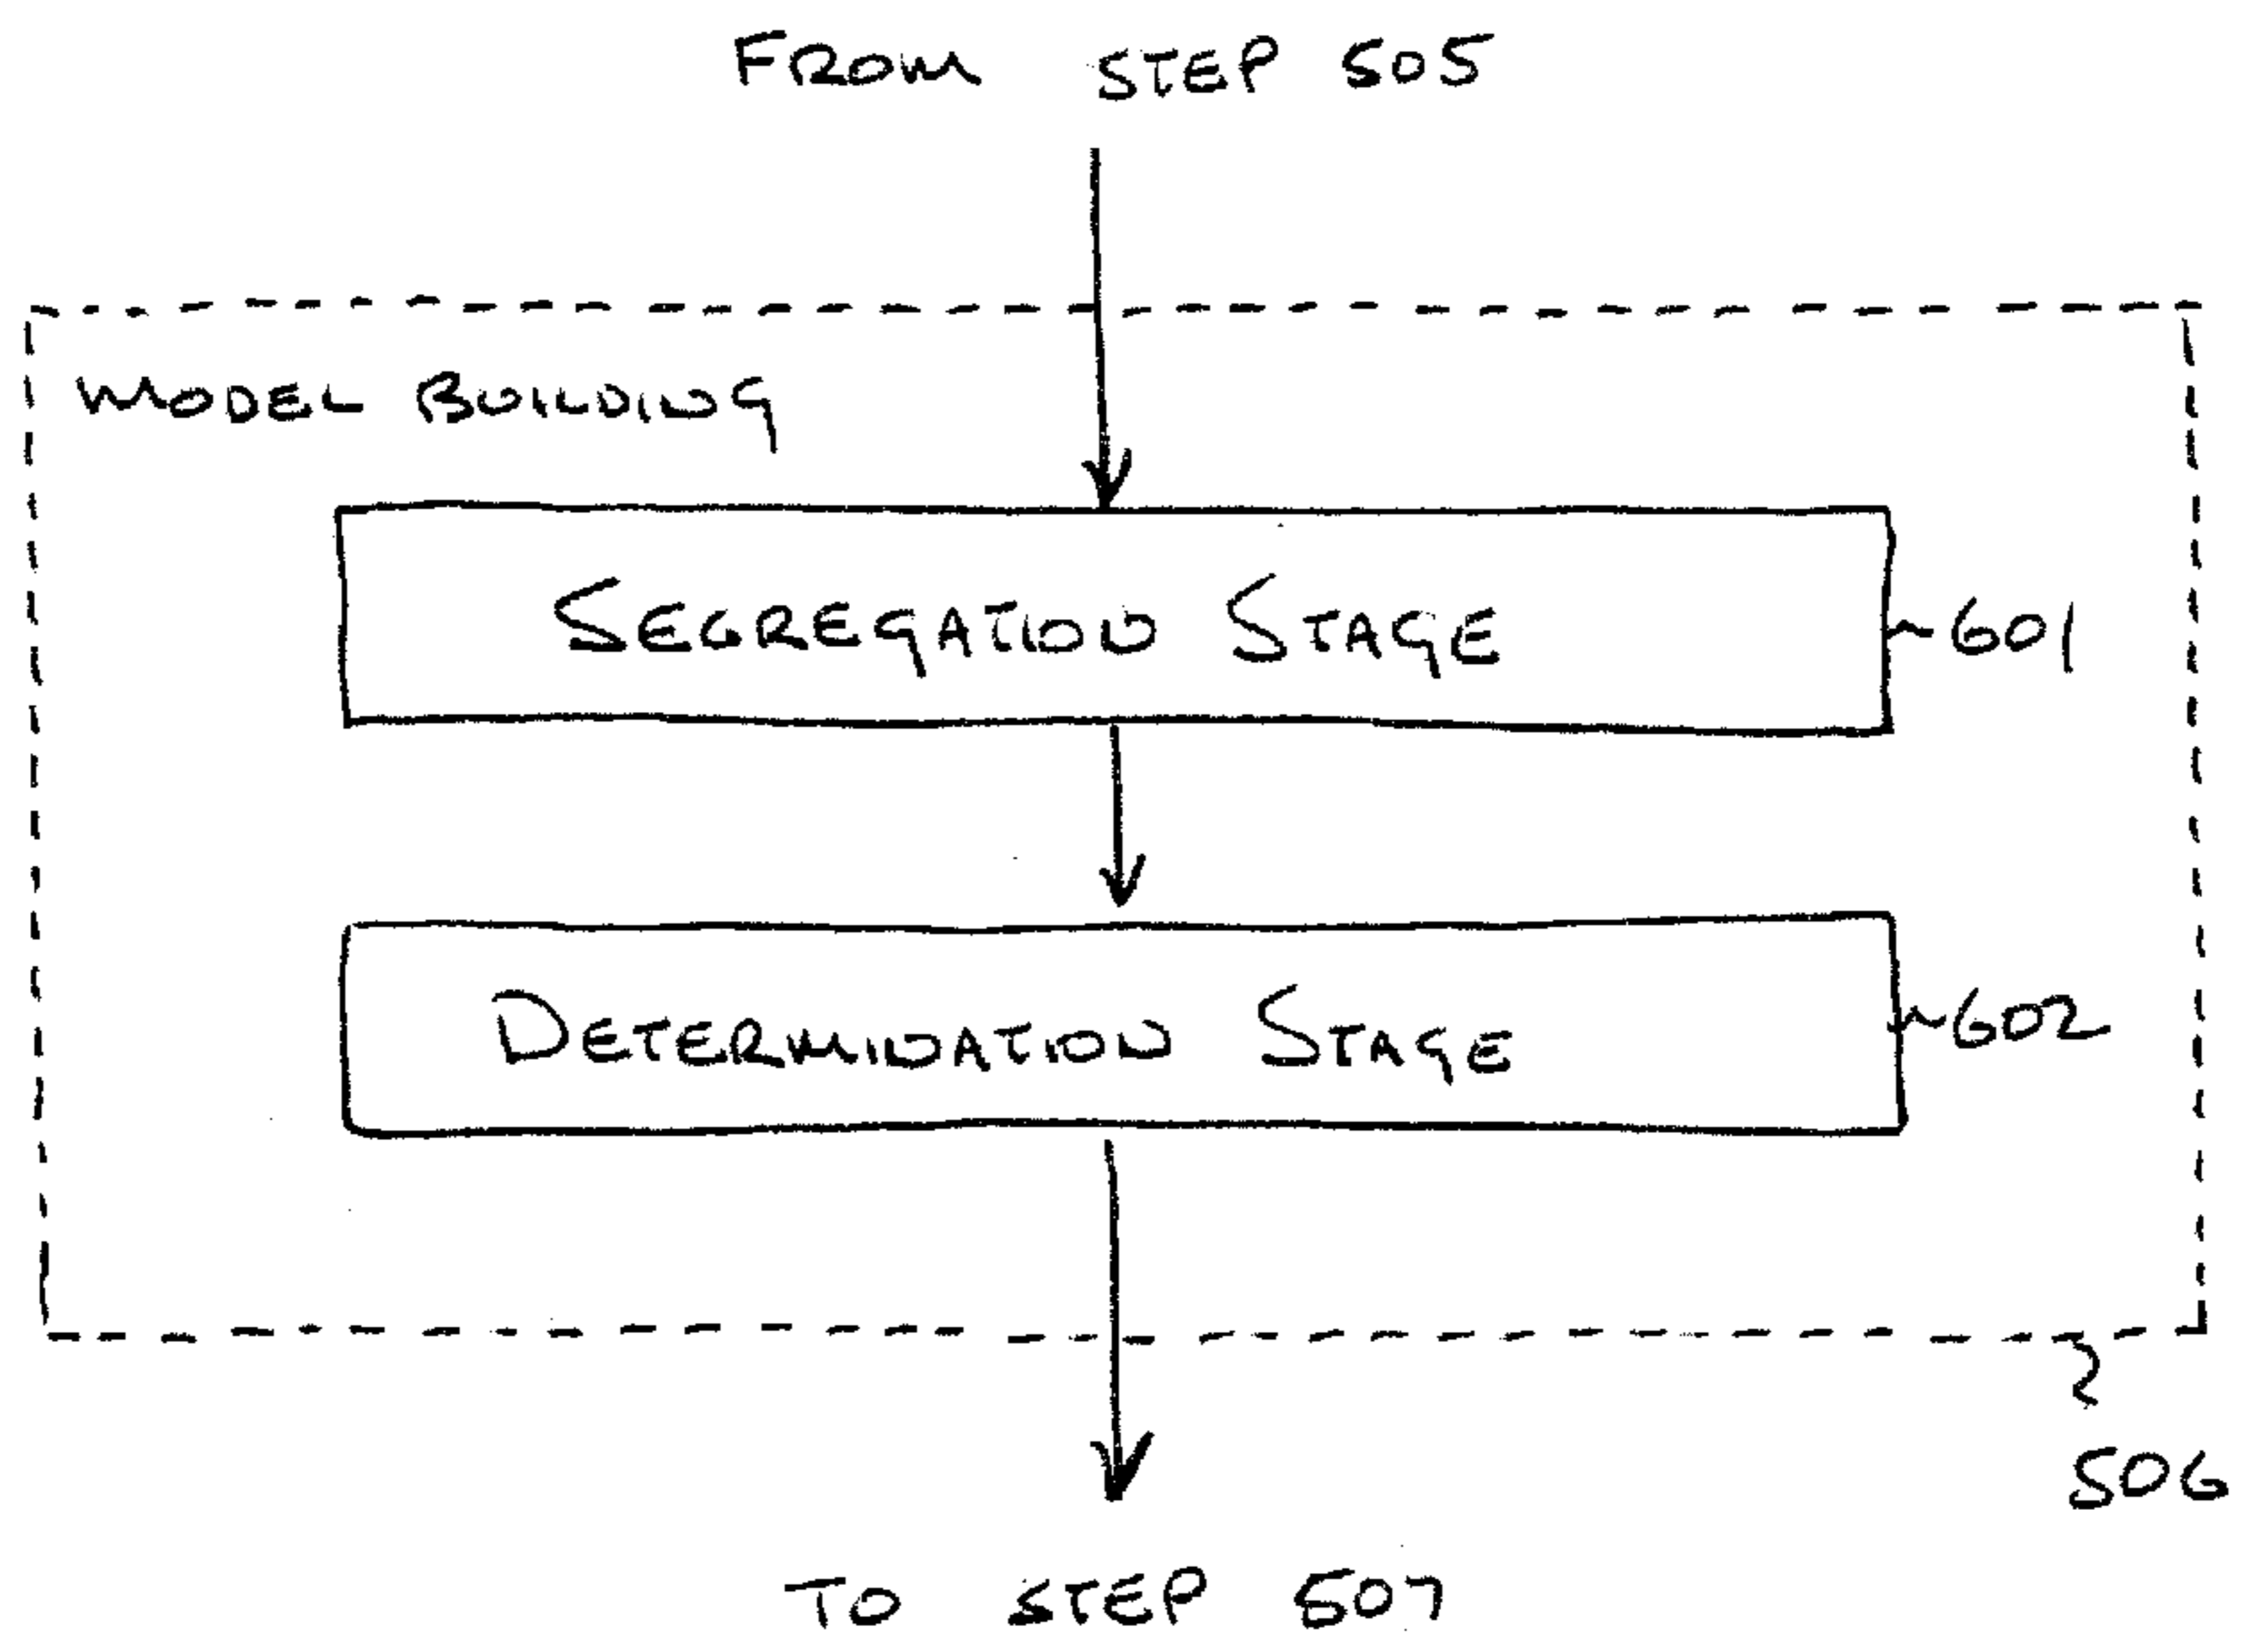 FROM STEP 505
MODEL BUILDING
SEGREGATION STAGE
601
DETERMINATION STAGE
602
506
TO STEP 507